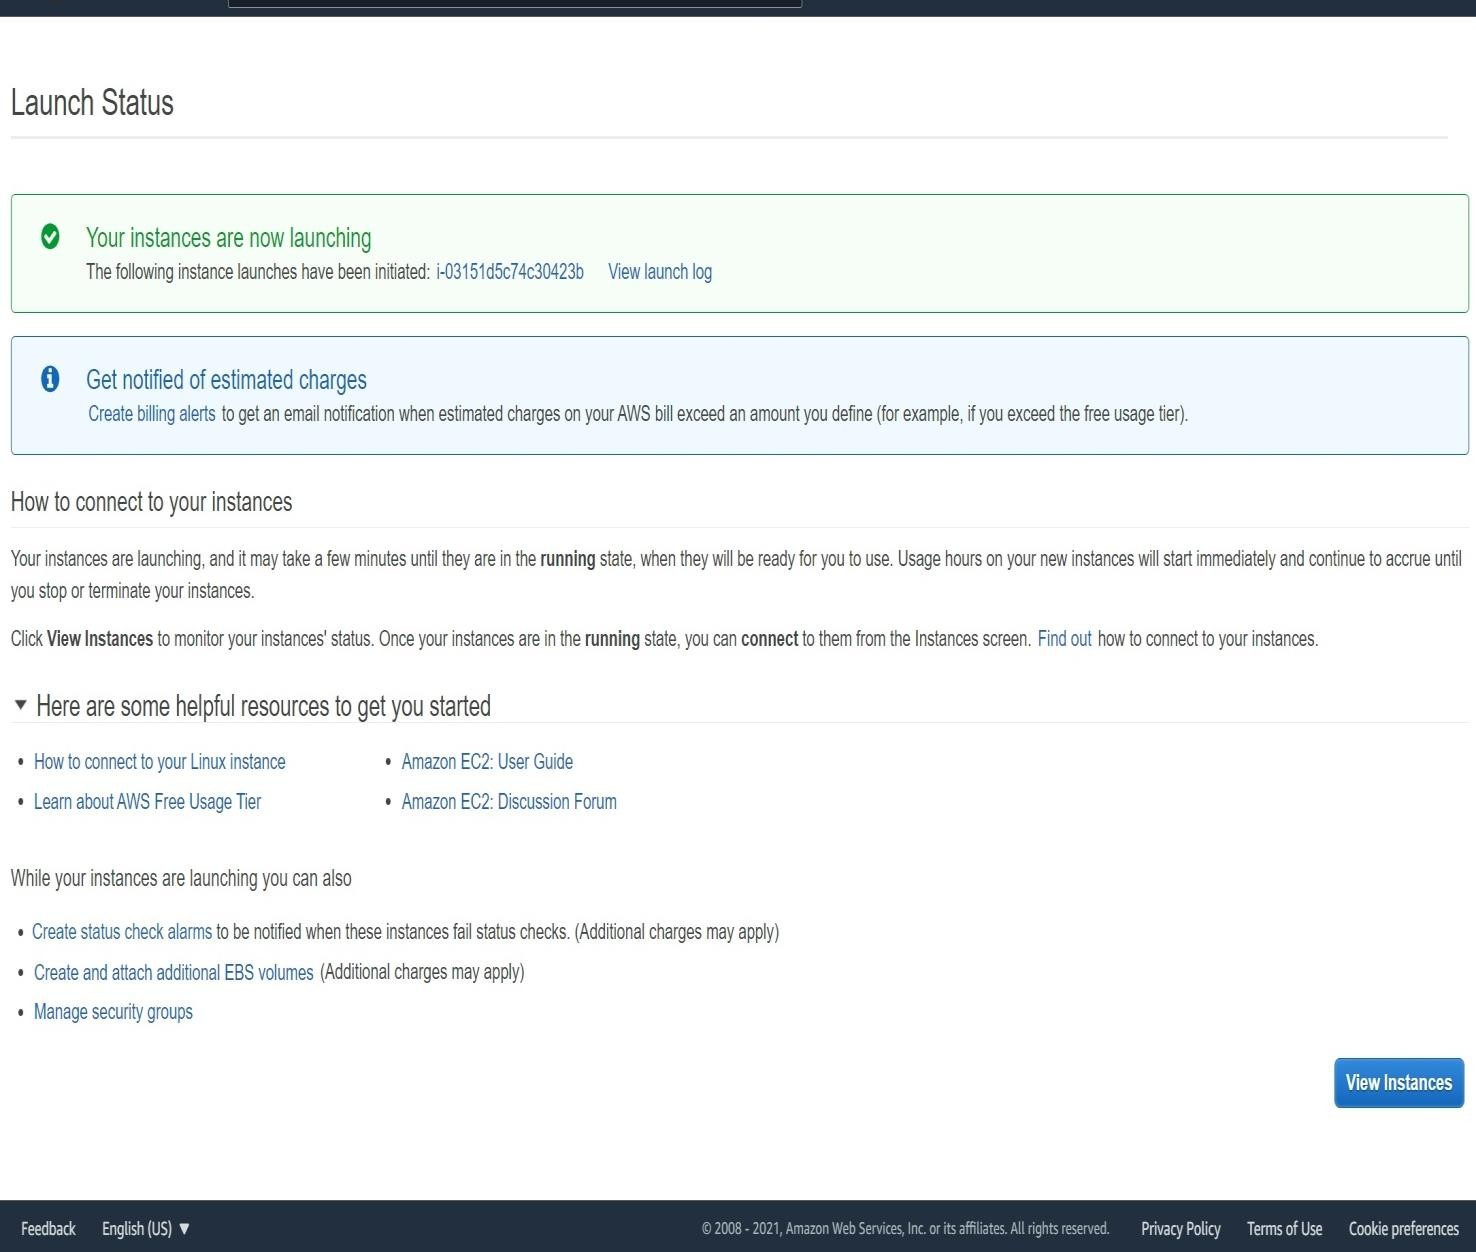 Launch Status
Your instances are now launching
The following instance launches have been initiated: i-03151d5c74c30423b View launch log
Get notified of estimated charges
Create billing alerts to get an email notification when estimated charges on your AWS bill exceed an amount you define (for example, if you exceed the free usage tier).
How to connect to your instances
Your instances are launching, and it may take a few minutes until they are in the running state, when they will be ready for you to use. Usage hours on your new instances will start immediately and continue to accrue until
you stop or terminate your instances.
Click View Instances to monitor your instances' status. Once your instances are in the running state, you can connect to them from the Instances screen. Find out how to connect to your instances.
Here are some helpful resources to get you started
• How to connect to your Linux instance • Amazon EC2: User Guide
• Learn about AWS Free Usage Tier • Amazon EC2: Discussion Forum
While your instances are launching you can also
• Create status check alarms to be notified when these instances fail status checks. (Additional charges may apply)
• Create and attach additional EBS volumes (Additional charges may apply)
• Manage security groups
View Instances
Feedback English (US) ▼ © 2008 - 2021, Amazon Web Services, Inc. or its affiliates. All rights reserved. Privacy Policy Terms of Use Cookie preferences